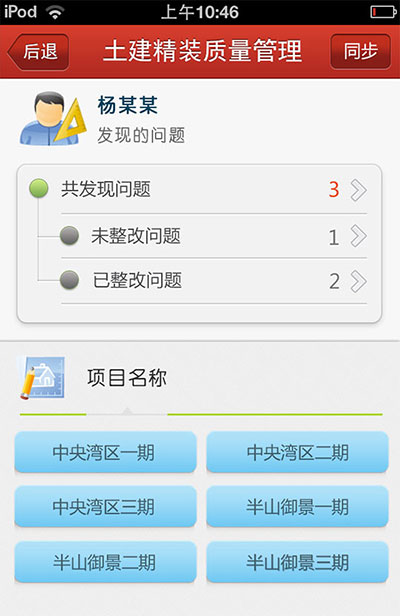 iPod 上午10:46
后退 土建精装质量管理 同步
杨某某
发现的问题
共发现问题 3
未整改问题 1
已整改问题 2
项目名称
中央湾区一期 中央湾区二期
中央湾区三期 半山御景一期
半山御景二期 半山御景三期